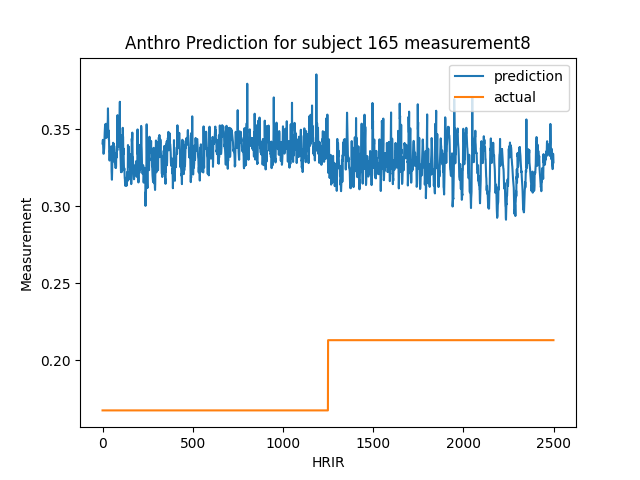 Anthro Prediction for subject 165 measurement8
prediction
actual
0.35
0.30
0.25
0.20
Measurement
0
500
1000
1500
2000
2500
HRIR